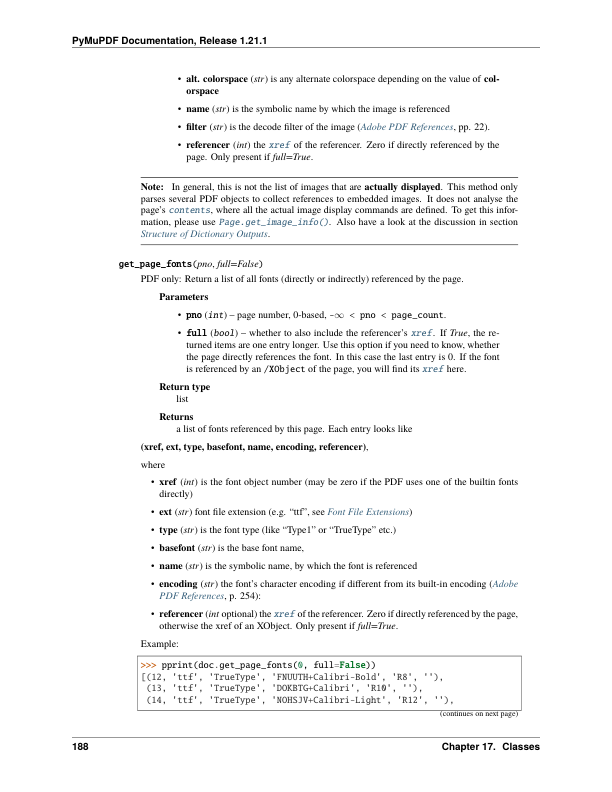 PyMuPDF Documentation, Release 1.21.1
• alt. colorspace (str) is any alternate colorspace depending on the value of col-
orspace
• name (str) is the symbolic name by which the image is referenced
• filter (str) is the decode filter of the image (Adobe PDF References, pp. 22).
• referencer (int) the xref of the referencer. Zero if directly referenced by the
page. Only present if full=True.
Note: In general, this is not the list of images that are actually displayed. This method only
parses several PDF objects to collect references to embedded images. It does not analyse the
page's contents, where all the actual image display commands are defined. To get this infor-
mation, please use Page.get_image_info(). Also have a look at the discussion in section
Structure of Dictionary Outputs.
get_page_fonts(pno, full=False)
PDF only: Return a list of all fonts (directly or indirectly) referenced by the page.
Parameters
• pno (int) – page number, 0-based, -∞ < pno < page_count.
• full (bool) – whether to also include the referencer's xref. If True, the re-
turned items are one entry longer. Use this option if you need to know, whether
the page directly references the font. In this case the last entry is 0. If the font
is referenced by an /XObject of the page, you will find its xref here.
Return type
list
Returns
a list of fonts referenced by this page. Each entry looks like
(xref, ext, type, basefont, name, encoding, referencer),
where
• xref (int) is the font object number (may be zero if the PDF uses one of the builtin fonts
directly)
• ext (str) font file extension (e.g. “ttf”, see Font File Extensions)
• type (str) is the font type (like “Type1” or “TrueType” etc.)
• basefont (str) is the base font name,
• name (str) is the symbolic name, by which the font is referenced
• encoding (str) the font's character encoding if different from its built-in encoding (Adobe
PDF References, p. 254):
• referencer (int optional) the xref of the referencer. Zero if directly referenced by the page,
otherwise the xref of an XObject. Only present if full=True.
Example:
>>> pprint(doc.get_page_fonts(0, full=False))
[(12, 'ttf', 'TrueType', 'FNUUTH+Calibri-Bold', 'R8', ''),
(13, 'ttf', 'TrueType', 'DOKBTG+Calibri', 'R10', ''),
(14, 'ttf', 'TrueType', 'NOHSJV+Calibri-Light', 'R12', ''),
(continues on next page)
188 Chapter 17. Classes